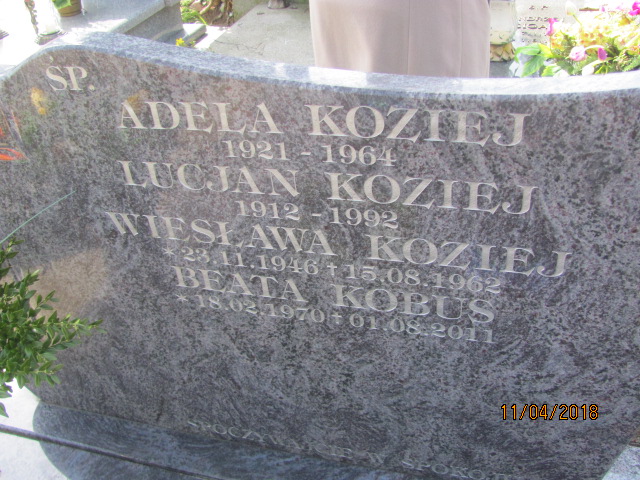 ŚP.
ADELA KOZIEJ
1921 - 1964
LUCJAN KOZIEJ
1912 - 1992
WIESŁAWA KOZIEJ
*23.11.1946 +15.08.1962
BEATA KOBUS
*18.02.1970 +01.08.2011
11/04/2018